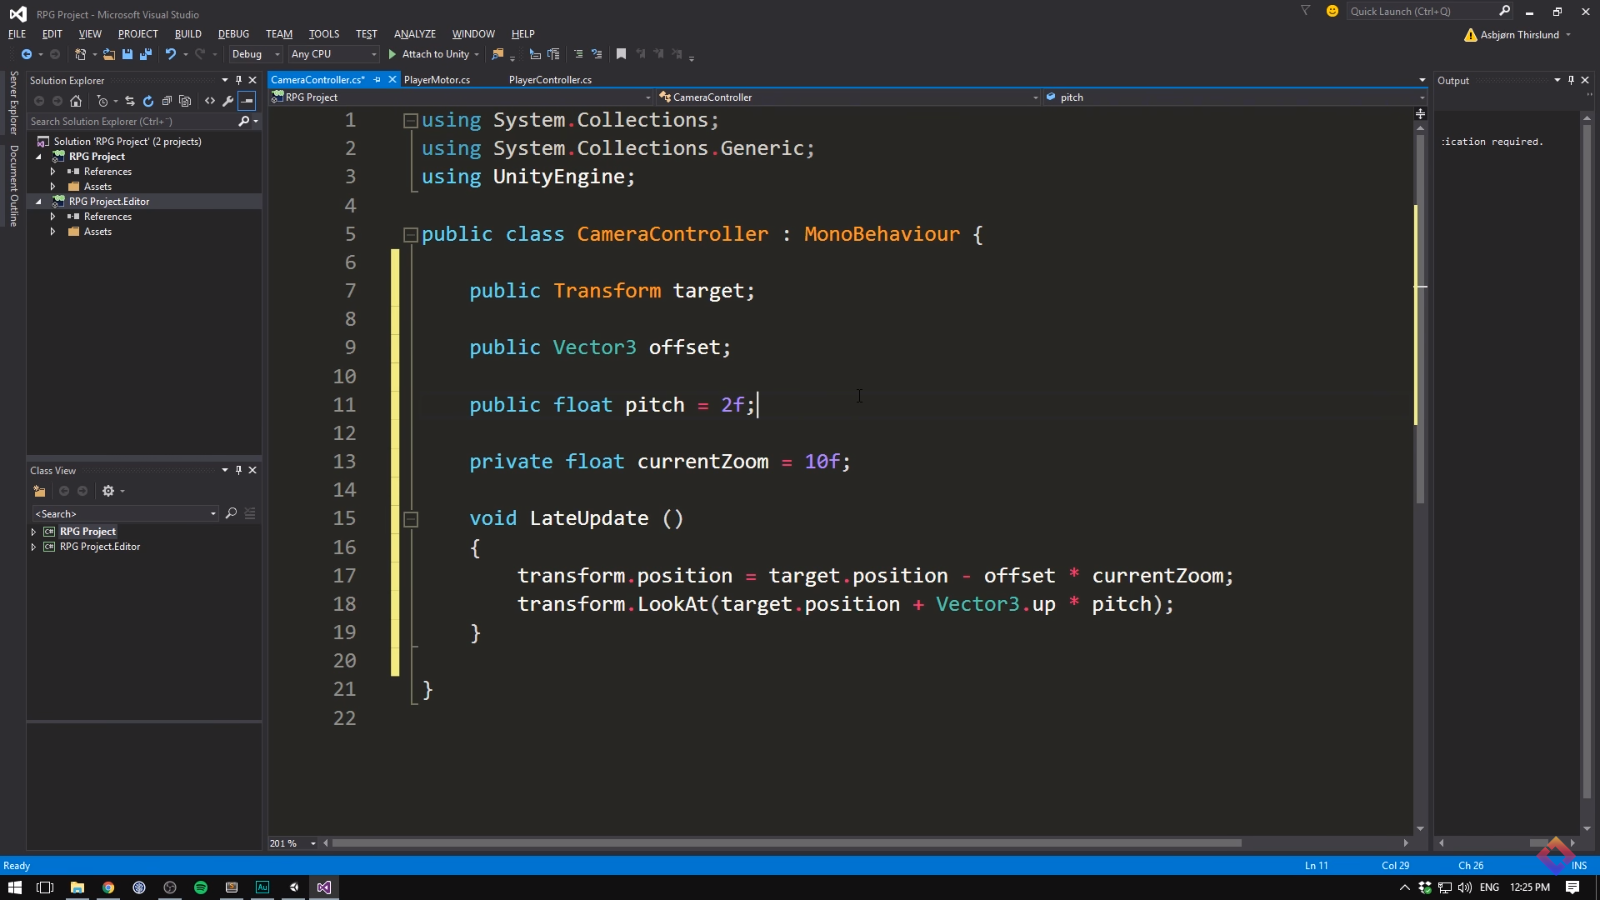 RPG Project - Microsoft Visual Studio
Quick Launch (Ctrl+Q)
FILE EDIT VIEW PROJECT BUILD DEBUG TEAM TOOLS TEST ANALYZE WINDOW HELP
Asbjørn Thirslund
Debug Any CPU Attach to Unity
Server Explorer
Document Outline
Solution Explorer
Search Solution Explorer (Ctrl+¨)
Solution 'RPG Project' (2 projects)
RPG Project
References
Assets
RPG Project.Editor
References
Assets
Class View
<Search>
RPG Project
RPG Project.Editor
CameraController.cs* PlayerMotor.cs PlayerController.cs
RPG Project CameraController pitch
1 using System.Collections;
2 using System.Collections.Generic;
3 using UnityEngine;
4
5 public class CameraController : MonoBehaviour {
6
7 public Transform target;
8
9 public Vector3 offset;
10
11 public float pitch = 2f;
12
13 private float currentZoom = 10f;
14
15 void LateUpdate ()
16 {
17 transform.position = target.position - offset * currentZoom;
18 transform.LookAt(target.position + Vector3.up * pitch);
19 }
20
21 }
22
201 %
Output
ication required.
Ready Ln 11 Col 29 Ch 26 INS
Au
ENG 12:25 PM